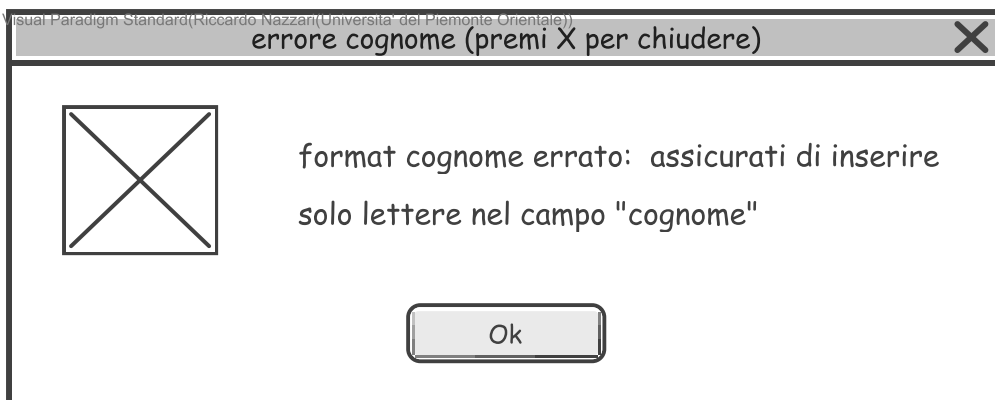 Visual Paradigm Standard(Riccardo Nazzari(Universita' del Piemonte Orientale))
errore cognome (premi X per chiudere)
format cognome errato: assicurati di inserire
solo lettere nel campo "cognome"
Ok